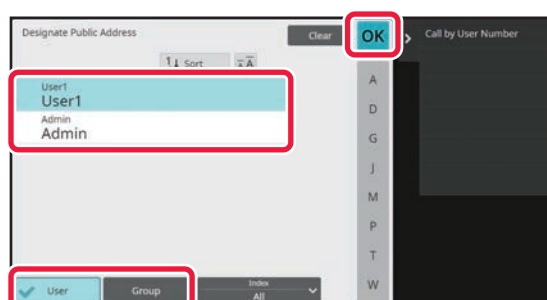 Designate Public Address
Clear
OK
Call by User Number
Sort
User1
User1
Admin
Admin
A
D
G
J
M
P
T
W
User
Group
Index
All